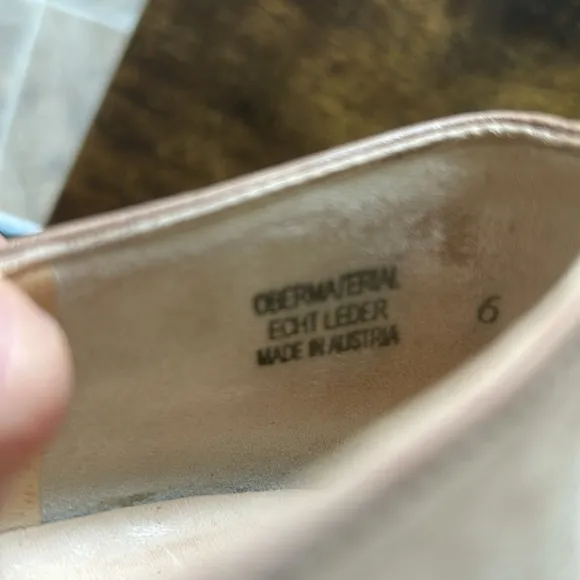 OBERMATERIAL
ECHT LEDER
MADE IN AUSTRIA
6